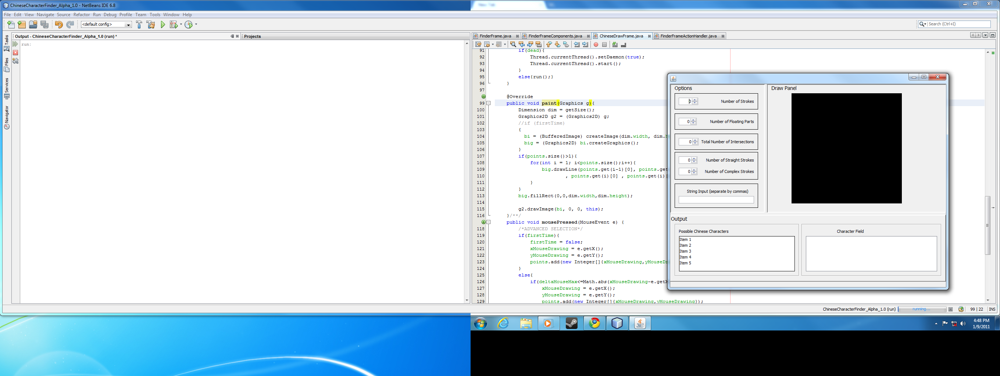 ChineseCharacterFinder_Alpha_1.0 - NetBeans IDE 6.8
New Tab
File Edit View Navigate Source Refactor Run Debug Profile Team Tools Window Help
<default config>
Search (Ctrl+I)
Output - ChineseCharacterFinder_Alpha_1.0 (run) *
Projects
FinderFrame.java
FinderFrameComponents.java
ChineseDrawFrame.java
FinderFrameActionHandler.java
Tasks
Files
Services
Navigator
run:
91 if(dead){
92 Thread.currentThread().setDaemon(true);
93 Thread.currentThread().start();
94 }
95 else{run();}
96 }
97
@Override
99 public void paint(Graphics g){
100 Dimension dim = getSize();
101 Graphics2D g2 = (Graphics2D) g;
102 //if (firstTime)
103 {
104 bi = (BufferedImage) createImage(dim.width, dim.
105 big = (Graphics2D) bi.createGraphics();
106 }
107 if(points.size()>1){
108 for(int i = 1; i<points.size();i++){
109 big.drawLine(points.get(i-1)[0], points.get
110 , points.get(i)[0] , points.get(i)[
111 }
112 }
113 big.fillRect(0,0,dim.width,dim.height);
114
115 g2.drawImage(bi, 0, 0, this);
116 }/**/
public void mousePressed(MouseEvent e) {
118 /*ADVANCED SELECTION*/
119 if(firstTime){
120 firstTime = false;
121 xMouseDrawing = e.getX();
122 yMouseDrawing = e.getY();
123 points.add(new Integer[]{xMouseDrawing,yMouseD
124 }
125 else{
126 if(deltaMouseMax<=Math.abs(xMouseDrawing-e.getX
127 xMouseDrawing = e.getX();
128 yMouseDrawing = e.getY();
129 points.add(new Integer[]{xMouseDrawing,yMouseDrawing});
Options
0 Number of Strokes
0 Number of Floating Parts
0 Total Number of Intersections
0 Number of Straight Strokes
0 Number of Complex Strokes
String Input (separate by commas)
Draw Panel
Output
Possible Chinese Characters
Item 1
Item 2
Item 3
Item 4
Item 5
Character Field
ChineseCharacterFinder_Alpha_1.0 (run)
running...
99 | 22
INS
4:48 PM
1/9/2011